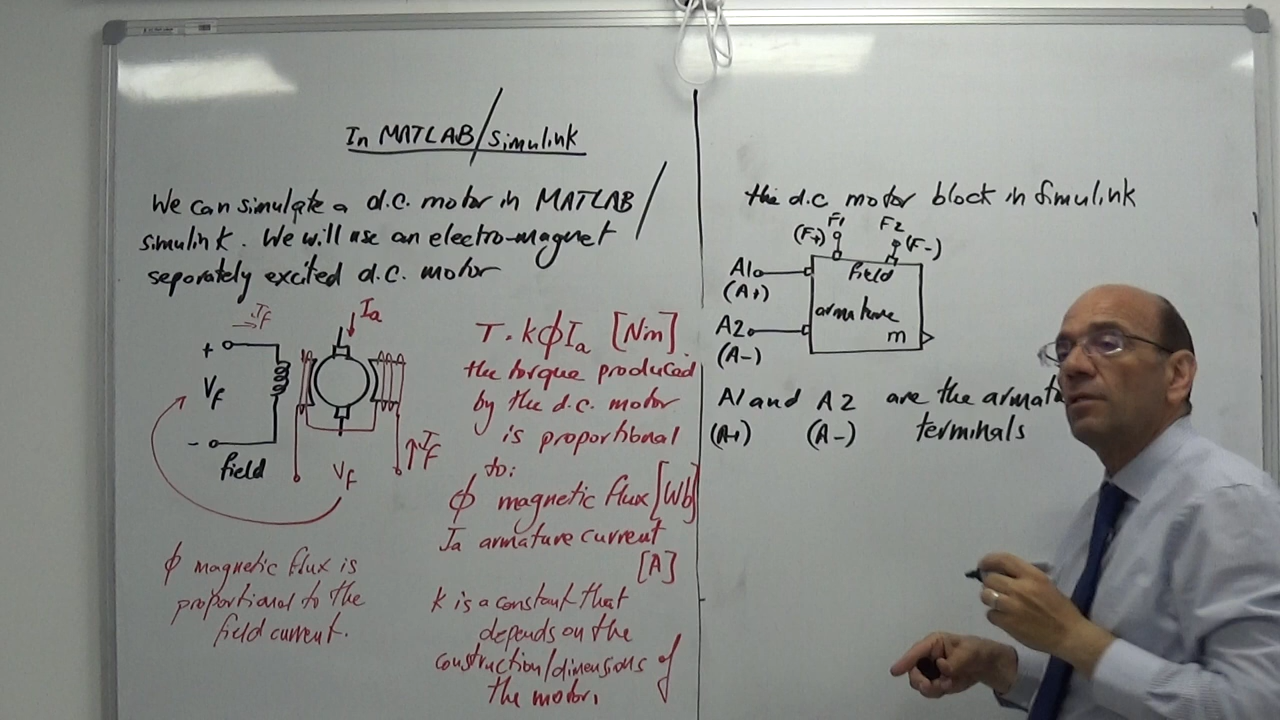 In MATLAB/Simulink
We can simulate a d.c. motor in MATLAB/
simulink. We will use an electro-magnet
separately excited d.c. motor
If
+
Vf
-
field
Ia
Vf
If
T = kϕIa [Nm]
the torque produced
by the d.c. motor
is proportional
to:
ϕ magnetic flux [Wb]
Ia armature current
[A]
k is a constant that
depends on the
construction/dimensions of
the motor.
ϕ magnetic flux is
proportional to the
field current.
the d.c motor block in Simulink
F1
(F+)
F2
(F-)
field
A1
(A+)
armature
A2
(A-)
m
A1 and A2 are the
(A+) (A-) terminals